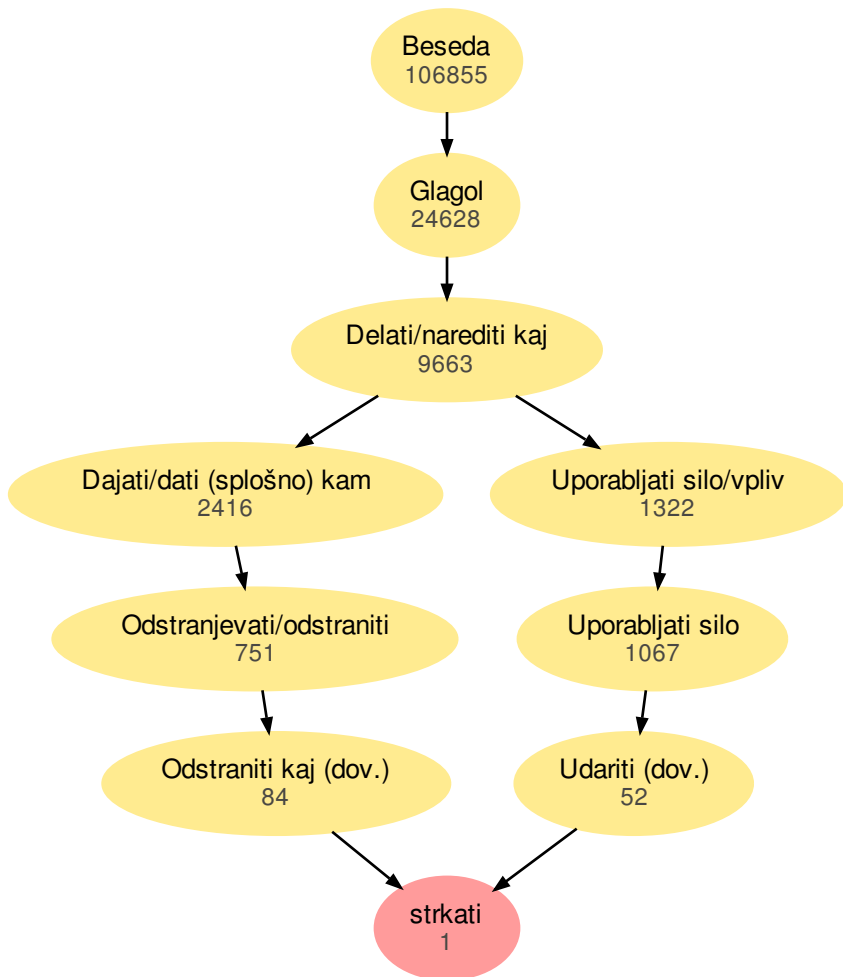 Beseda
106855
Glagol
24628
Delati/narediti kaj
9663
Dajati/dati (splošno) kam
2416
Uporabljati silo/vpliv
1322
Odstranjevati/odstraniti
751
Uporabljati silo
1067
Odstraniti kaj (dov.)
84
Udariti (dov.)
52
strkati
1